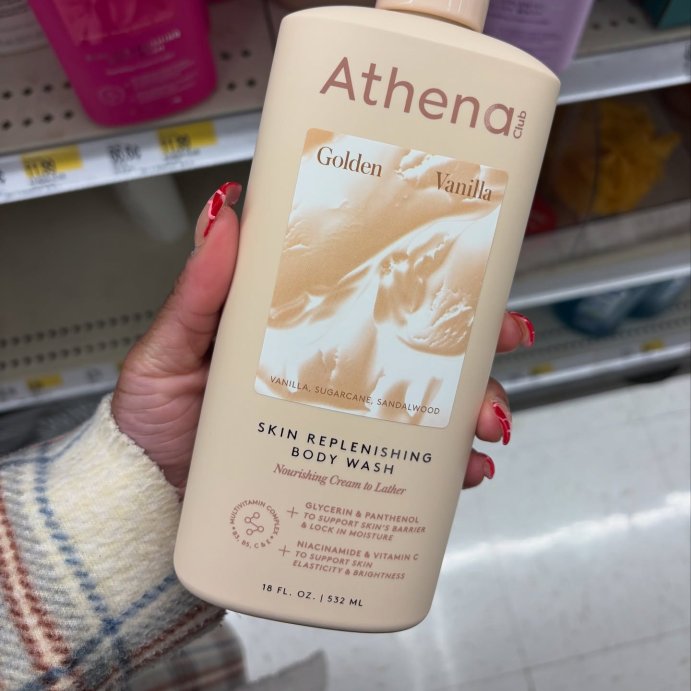 Athena
Club
Golden Vanilla
VANILLA, SUGARCANE, SANDALWOOD
SKIN REPLENISHING
BODY WASH
Nourishing Cream to Lather
MULTIVITAMIN COMPLEX
B3, B5, C & E
+ GLYCERIN & PANTHENOL
TO SUPPORT SKIN'S BARRIER
& LOCK IN MOISTURE
+ NIACINAMIDE & VITAMIN C
TO SUPPORT SKIN
ELASTICITY & BRIGHTNESS
18 FL. OZ. | 532 ML